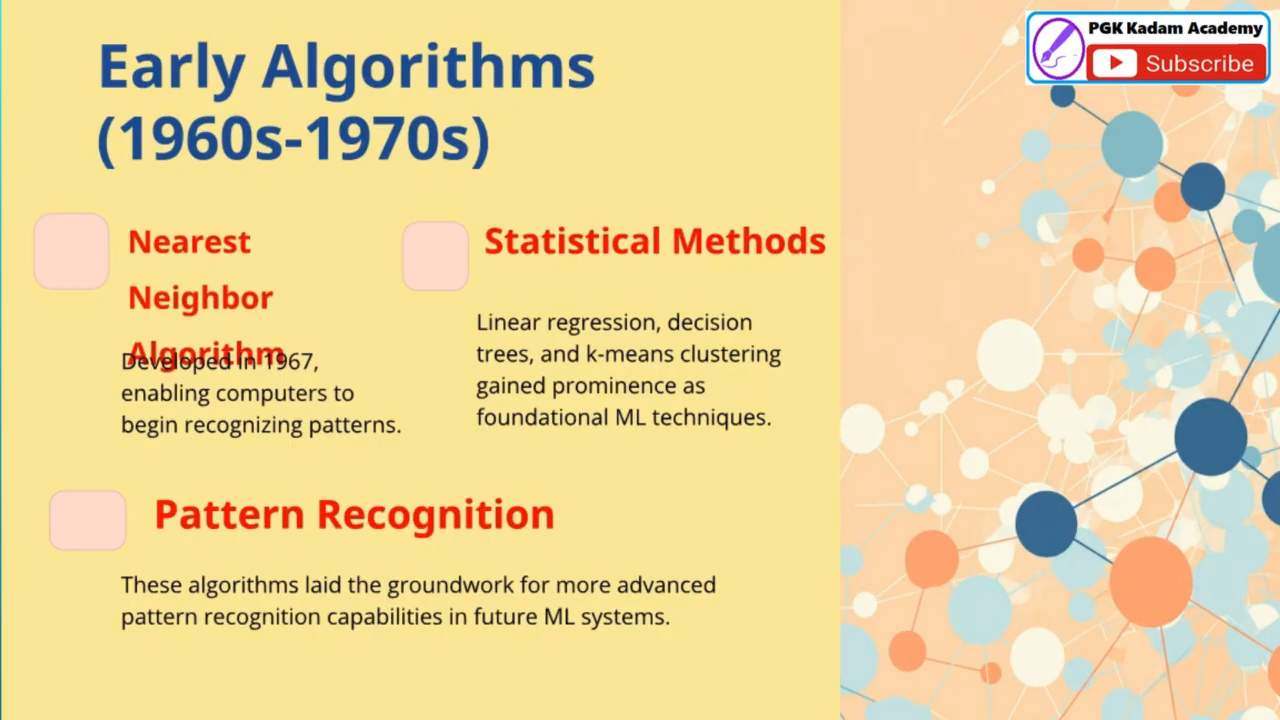 Early Algorithms
(1960s-1970s)
PGK Kadam Academy
Subscribe
Nearest
Neighbor
Algorithm
Developed in 1967,
enabling computers to
begin recognizing patterns.
Statistical Methods
Linear regression, decision
trees, and k-means clustering
gained prominence as
foundational ML techniques.
Pattern Recognition
These algorithms laid the groundwork for more advanced
pattern recognition capabilities in future ML systems.